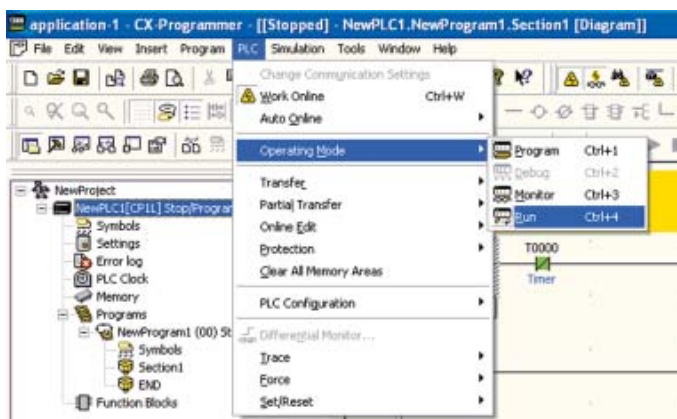 application-1 - CX-Programmer - [[Stopped] - NewPLC1.NewProgram1.Section1 [Diagram]]
File Edit View Insert Program PLC Simulation Tools Window Help
Change Communication Settings
Work Online Ctrl+W
Auto Online
Operating Mode
Program Ctrl+1
Debug Ctrl+2
Monitor Ctrl+3
Run Ctrl+4
Transfer
Partial Transfer
Online Edit
Protection
Clear All Memory Areas
PLC Configuration
Differential Monitor...
Trace
Force
Set/Reset
NewProject
NewPLC1[CP1L] Stop/Program
Symbols
Settings
Error log
PLC Clock
Memory
Programs
NewProgram1 (00) St
Symbols
Section1
END
Function Blocks
T0000
Timer